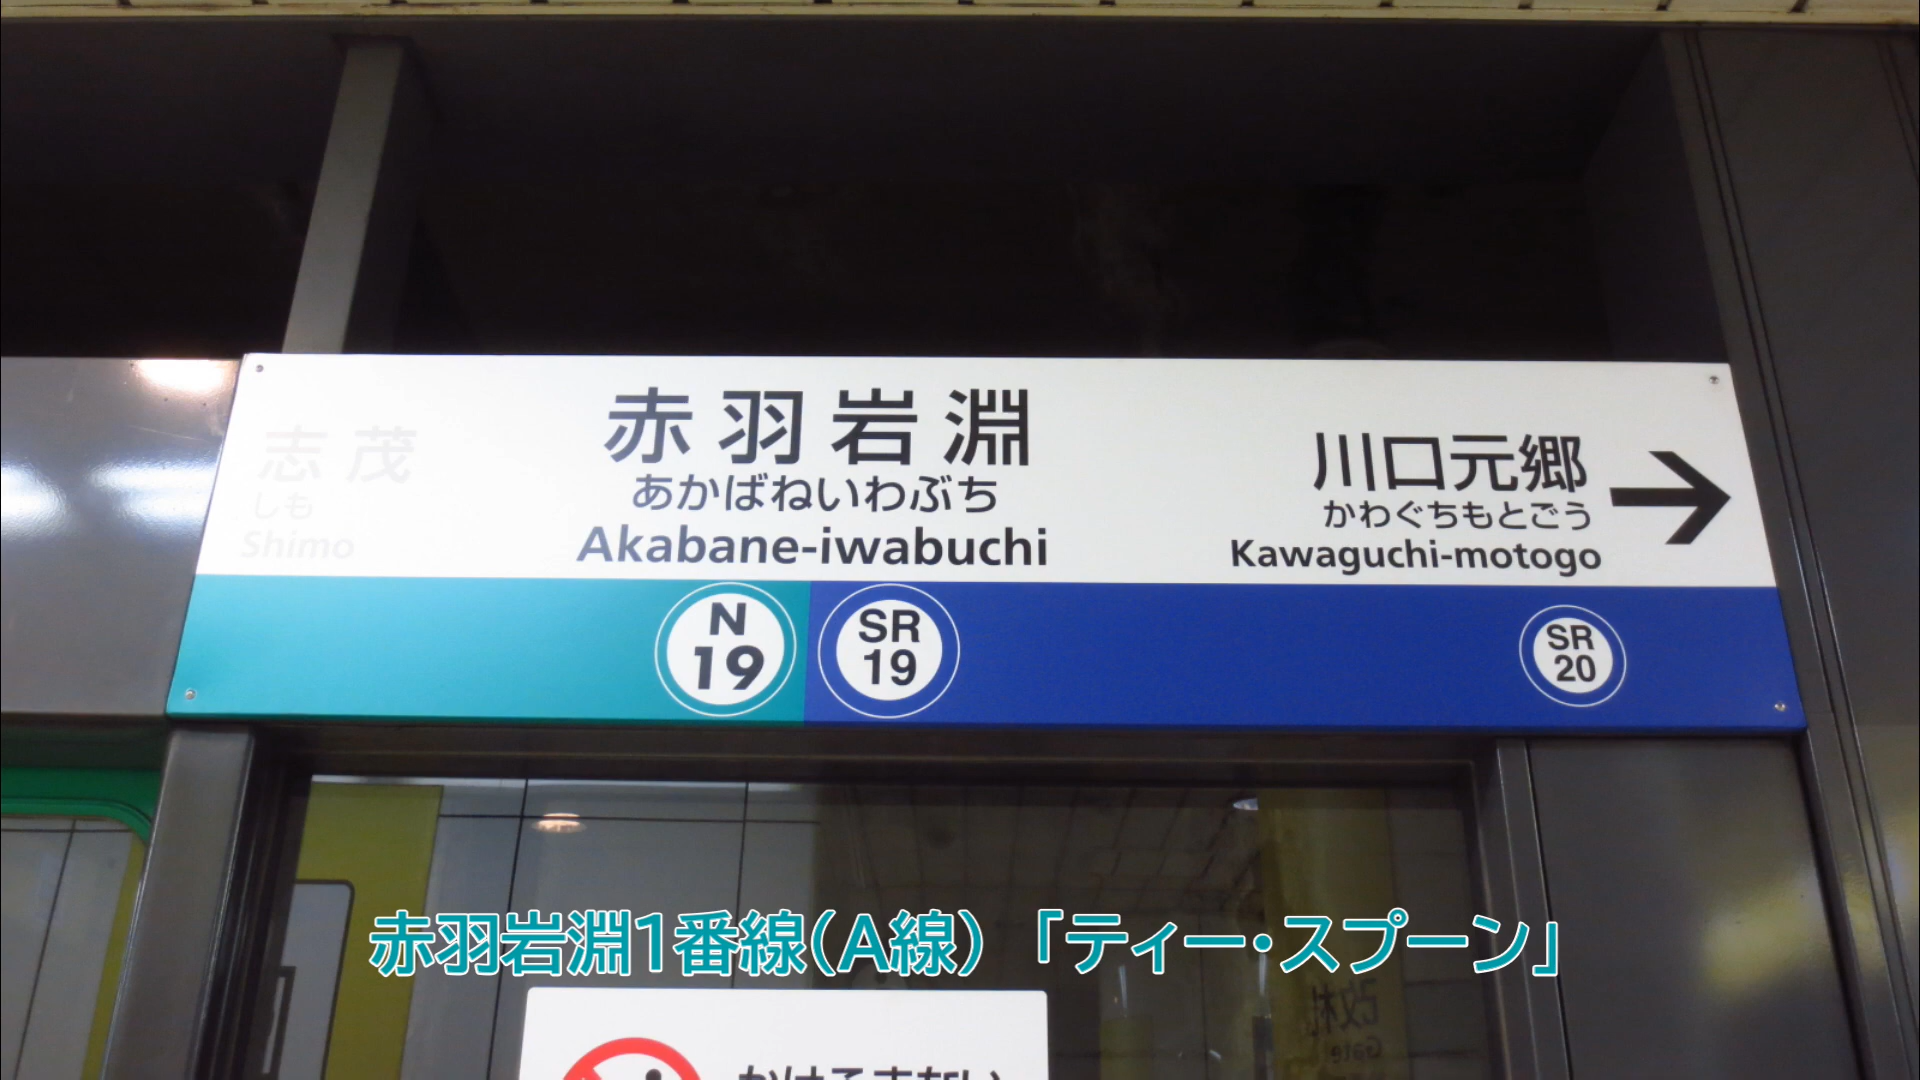 志茂
しも
Shimo
赤羽岩淵
あかばねいわぶち
Akabane-iwabuchi
川口元郷
かわぐちもとごう
Kawaguchi-motogo
N
19
SR
19
SR
20
赤羽岩淵1番線(A線)「ティー・スプーン」
Gate